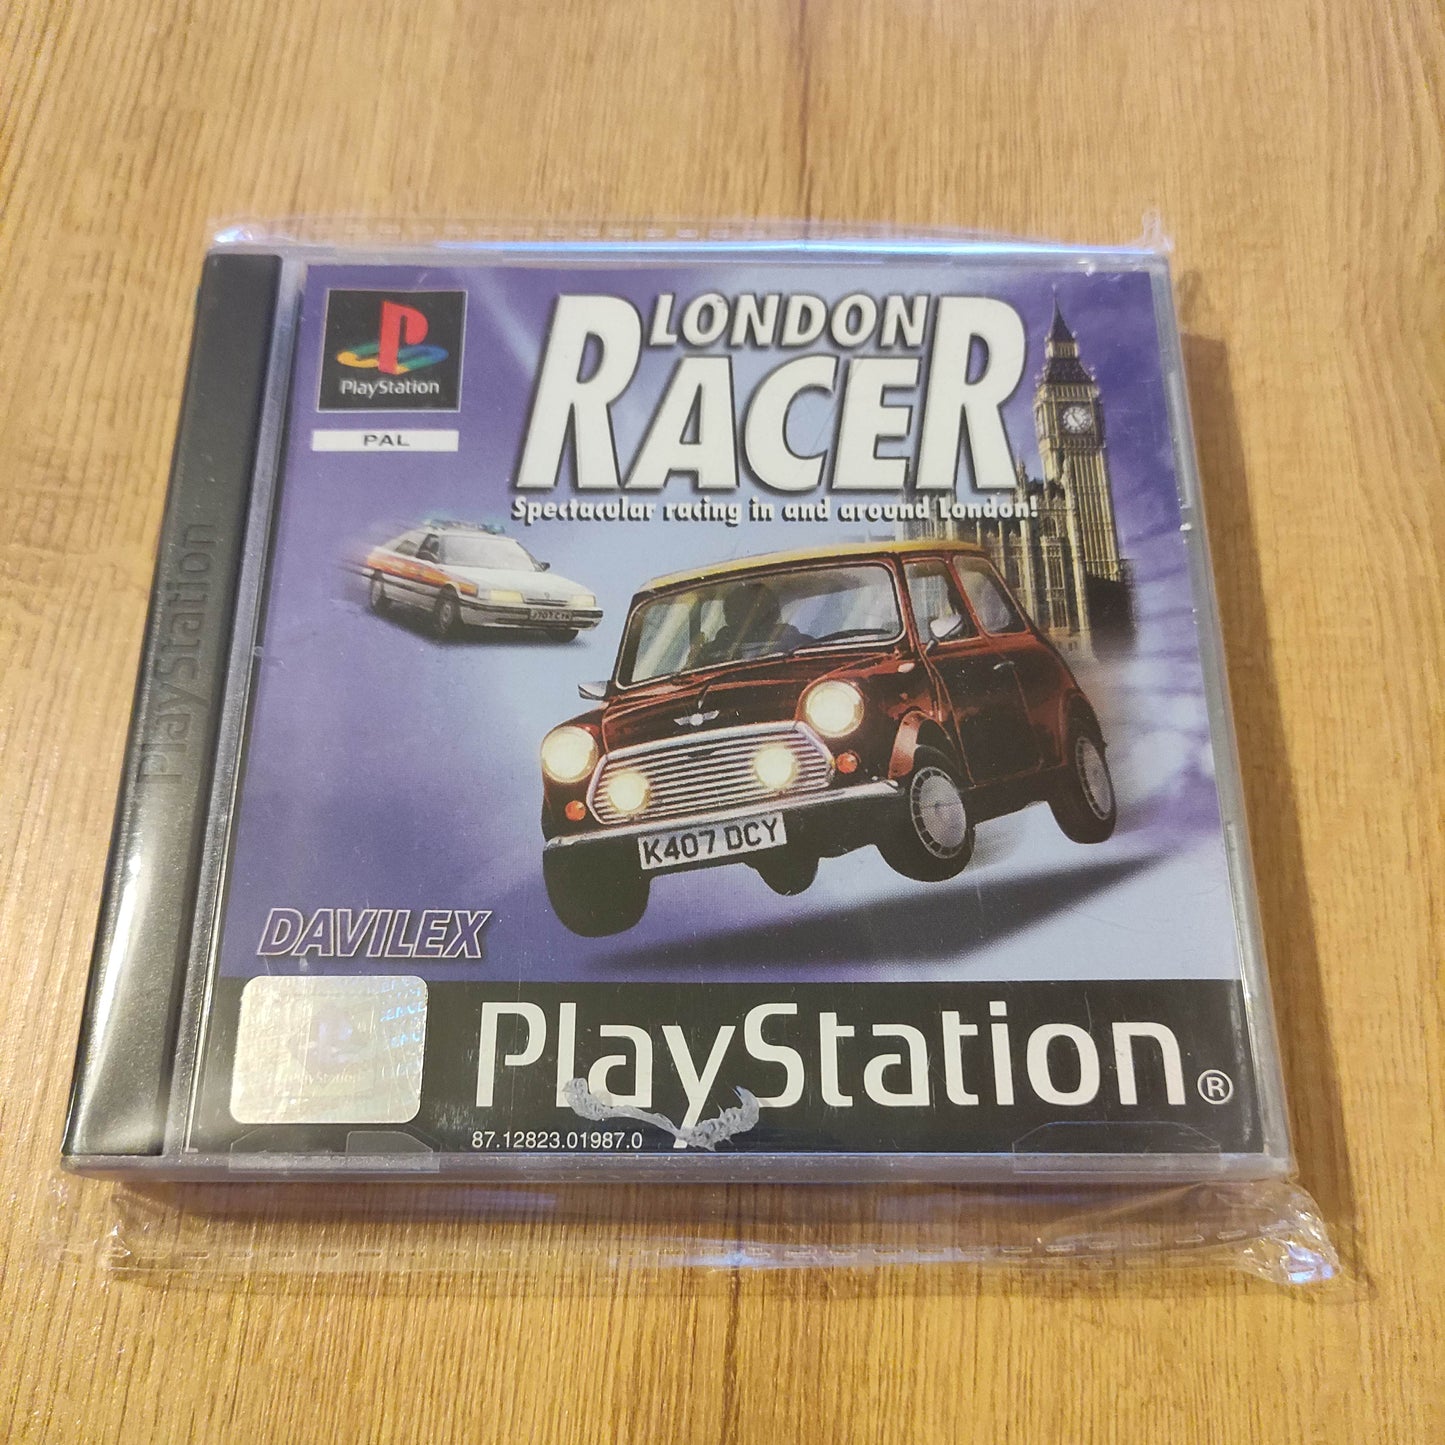 PlayStation
PlayStation
PAL
LONDON
RACER
Spectacular racing in and around London!
K407 DCY
DAVILEX
PlayStation
PlayStation®
87.12823.01987.0